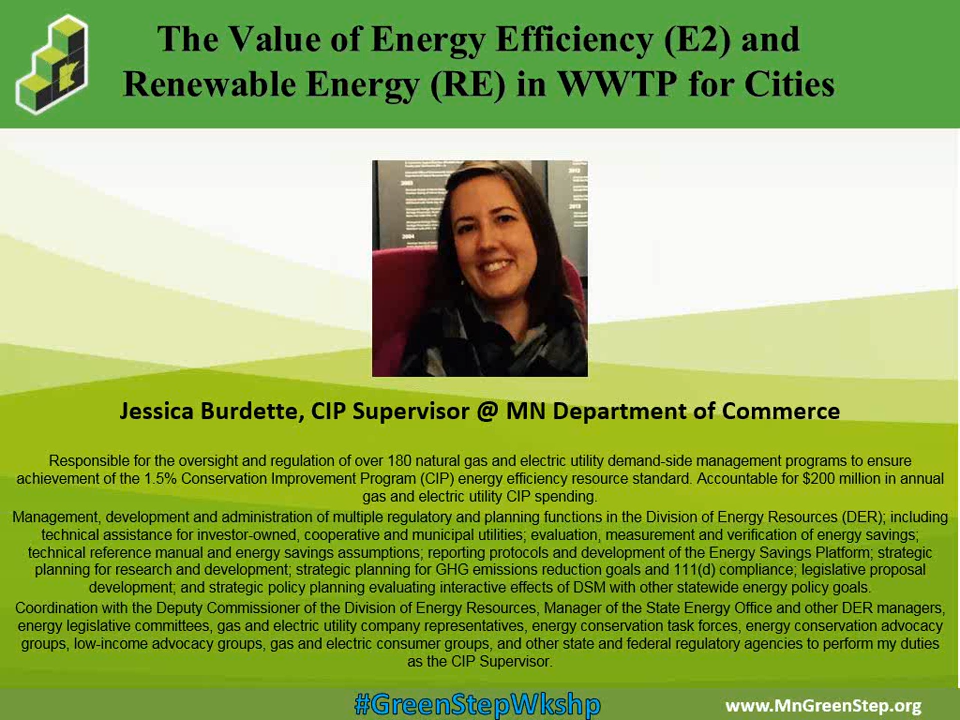 The Value of Energy Efficiency (E2) and
Renewable Energy (RE) in WWTP for Cities
Jessica Burdette, CIP Supervisor @ MN Department of Commerce
Responsible for the oversight and regulation of over 180 natural gas and electric utility demand-side management programs to ensure
achievement of the 1.5% Conservation Improvement Program (CIP) energy efficiency resource standard. Accountable for $200 million in annual
gas and electric utility CIP spending.
Management, development and administration of multiple regulatory and planning functions in the Division of Energy Resources (DER); including
technical assistance for investor-owned, cooperative and municipal utilities; evaluation, measurement and verification of energy savings;
technical reference manual and energy savings assumptions; reporting protocols and development of the Energy Savings Platform; strategic
planning for research and development; strategic planning for GHG emissions reduction goals and 111(d) compliance; legislative proposal
development; and strategic policy planning evaluating interactive effects of DSM with other statewide energy policy goals.
Coordination with the Deputy Commissioner of the Division of Energy Resources, Manager of the State Energy Office and other DER managers,
energy legislative committees, gas and electric utility company representatives, energy conservation task forces, energy conservation advocacy
groups, low-income advocacy groups, gas and electric consumer groups, and other state and federal regulatory agencies to perform my duties
as the CIP Supervisor.
#GreenStepWkshp
www.MnGreenStep.org